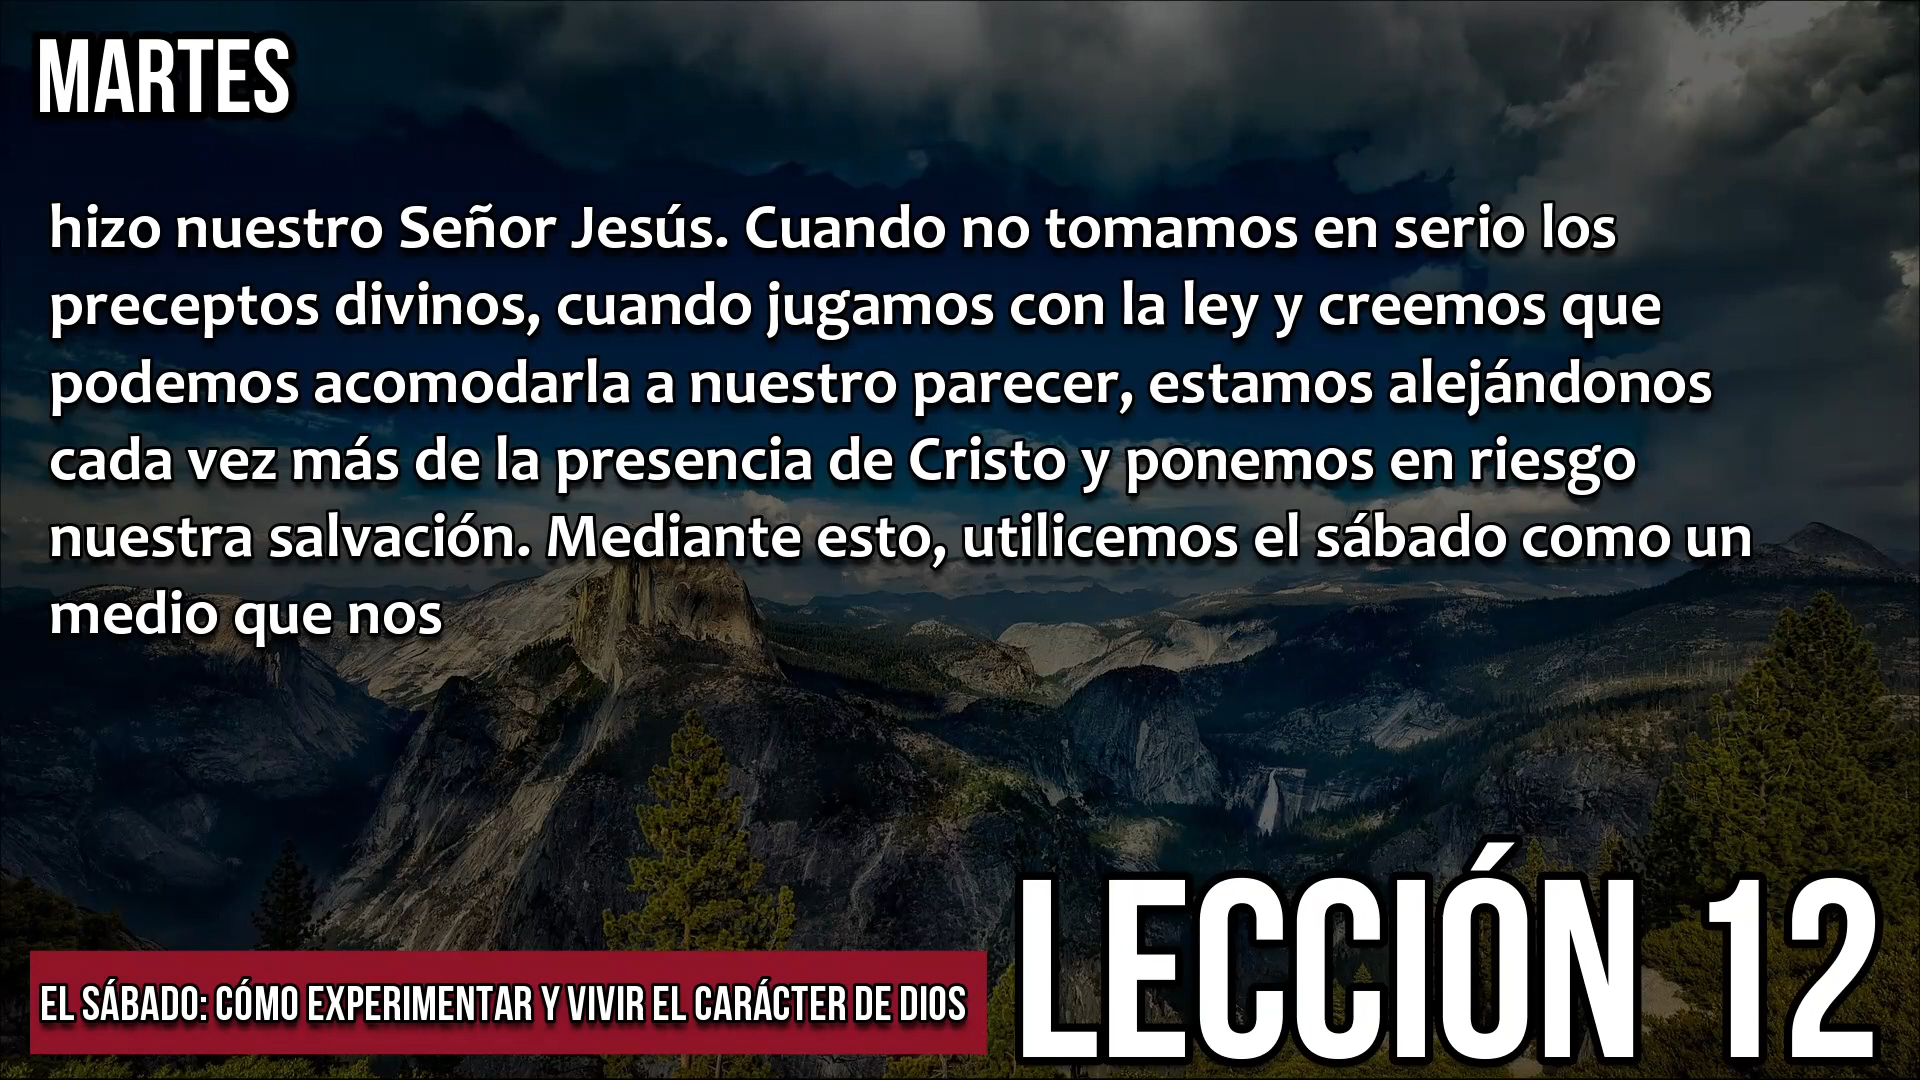 MARTES
hizo nuestro Señor Jesús. Cuando no tomamos en serio los
preceptos divinos, cuando jugamos con la ley y creemos que
podemos acomodarla a nuestro parecer, estamos alejándonos
cada vez más de la presencia de Cristo y ponemos en riesgo
nuestra salvación. Mediante esto, utilicemos el sábado como un
medio que nos
EL SÁBADO: CÓMO EXPERIMENTAR Y VIVIR EL CARÁCTER DE DIOS
LECCIÓN 12